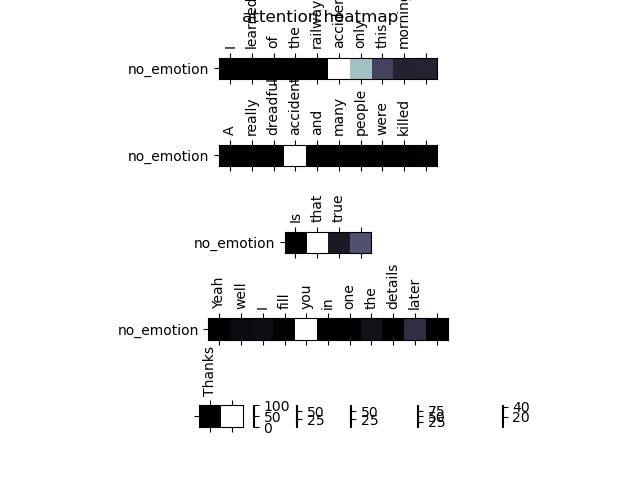 attention heatmap
I learned of the railway accident only this morning
no_emotion
A really dreadful accident and many people were killed
no_emotion
Is that true
no_emotion
Yeah well I fill you in one the details later
no_emotion
Thanks
100 50 0
50 25
50 25
75 50 25
40 20